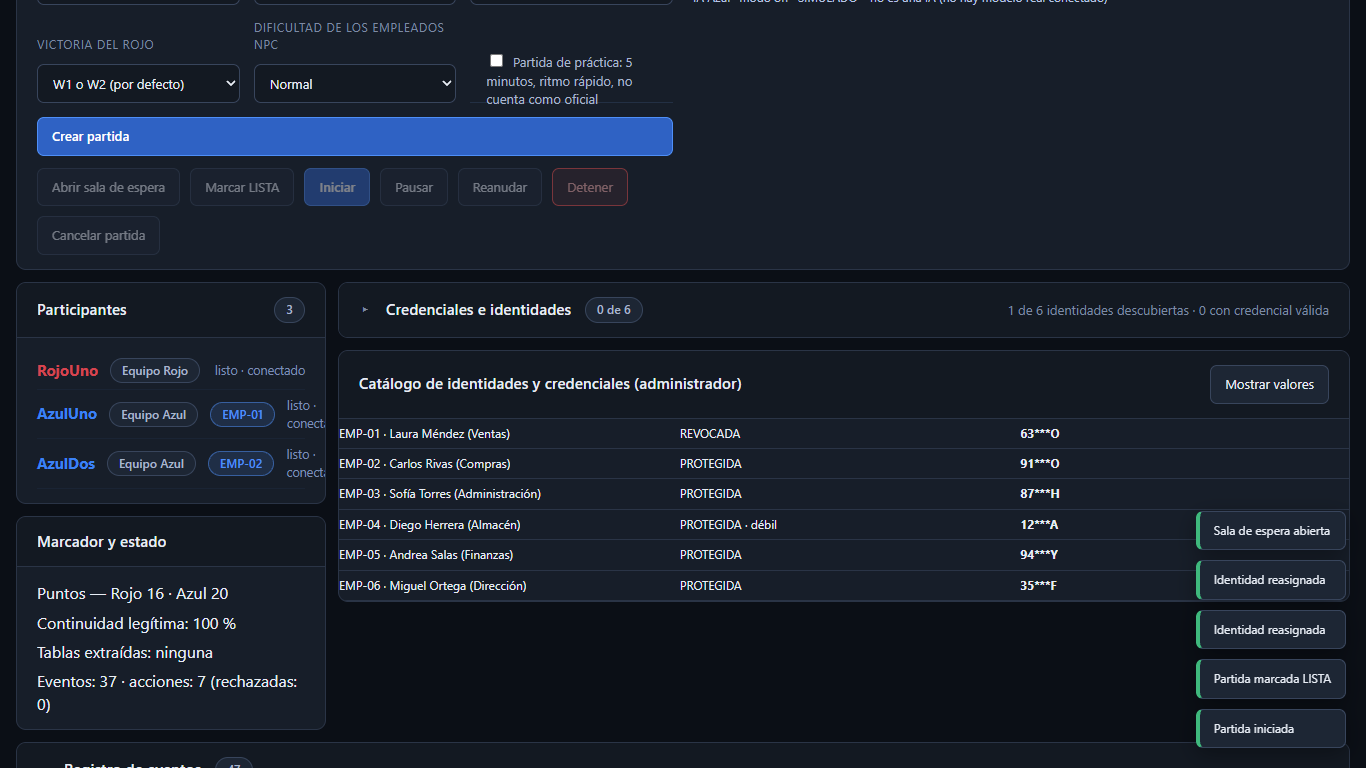 VICTORIA DEL ROJO
DIFICULTAD DE LOS EMPLEADOS
NPC
W1 o W2 (por defecto)
Normal
Partida de práctica: 5
minutos, ritmo rápido, no
cuenta como oficial
Crear partida
Abrir sala de espera
Marcar LISTA
Iniciar
Pausar
Reanudar
Detener
Cancelar partida
Participantes
3
RojoUno Equipo Rojo listo · conectado
AzulUno Equipo Azul EMP-01 listo ·
conecta
AzulDos Equipo Azul EMP-02 listo ·
conecta
Marcador y estado
Puntos — Rojo 16 · Azul 20
Continuidad legítima: 100 %
Tablas extraídas: ninguna
Eventos: 37 · acciones: 7 (rechazadas:
0)
Credenciales e identidades 0 de 6
1 de 6 identidades descubiertas · 0 con credencial válida
Catálogo de identidades y credenciales (administrador)
Mostrar valores
EMP-01 · Laura Méndez (Ventas) REVOCADA 63***O
EMP-02 · Carlos Rivas (Compras) PROTEGIDA 91***O
EMP-03 · Sofía Torres (Administración) PROTEGIDA 87***H
EMP-04 · Diego Herrera (Almacén) PROTEGIDA · débil 12***A
EMP-05 · Andrea Salas (Finanzas) PROTEGIDA 94***Y
EMP-06 · Miguel Ortega (Dirección) PROTEGIDA 35***F
Sala de espera abierta
Identidad reasignada
Identidad reasignada
Partida marcada LISTA
Partida iniciada